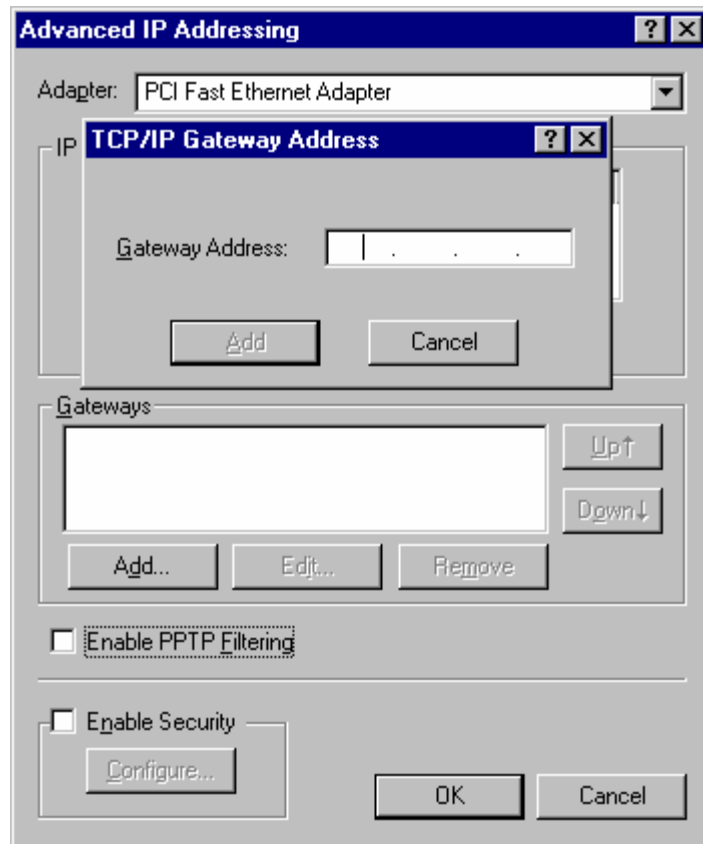 Advanced IP Addressing
Adapter: PCI Fast Ethernet Adapter
IP
TCP/IP Gateway Address
Gateway Address: . . .
Add Cancel
Gateways
Up↑
Down↓
Add... Edit... Remove
Enable PPTP Filtering
Enable Security
Configure...
OK Cancel